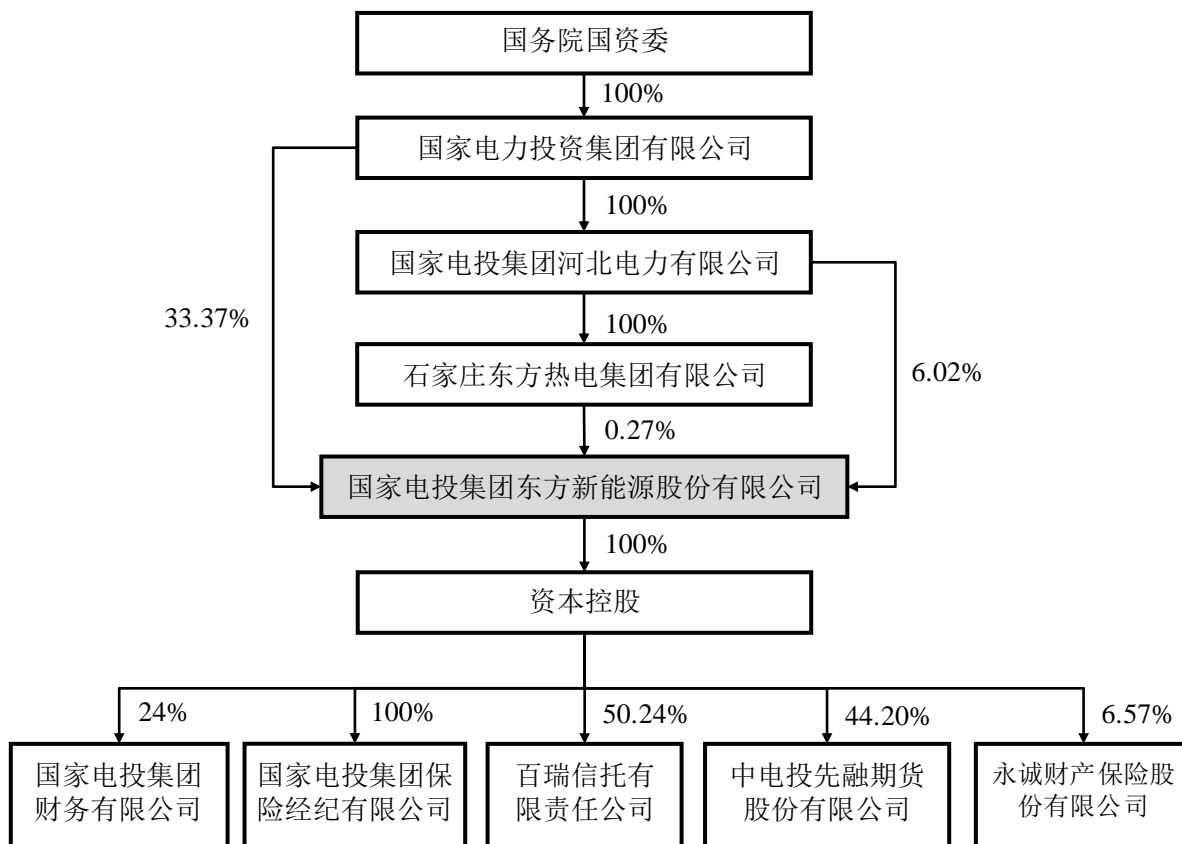 国务院国资委
100%
国家电力投资集团有限公司
100%
国家电投集团河北电力有限公司
33.37%
100%
石家庄东方热电集团有限公司
6.02%
0.27%
国家电投集团东方新能源股份有限公司
100%
资本控股
24%
100%
50.24%
44.20%
6.57%
国家电投集团
财务有限公司
国家电投集团保
险经纪有限公司
百瑞信托有
限责任公司
中电投先融期货
股份有限公司
永诚财产保险股
份有限公司